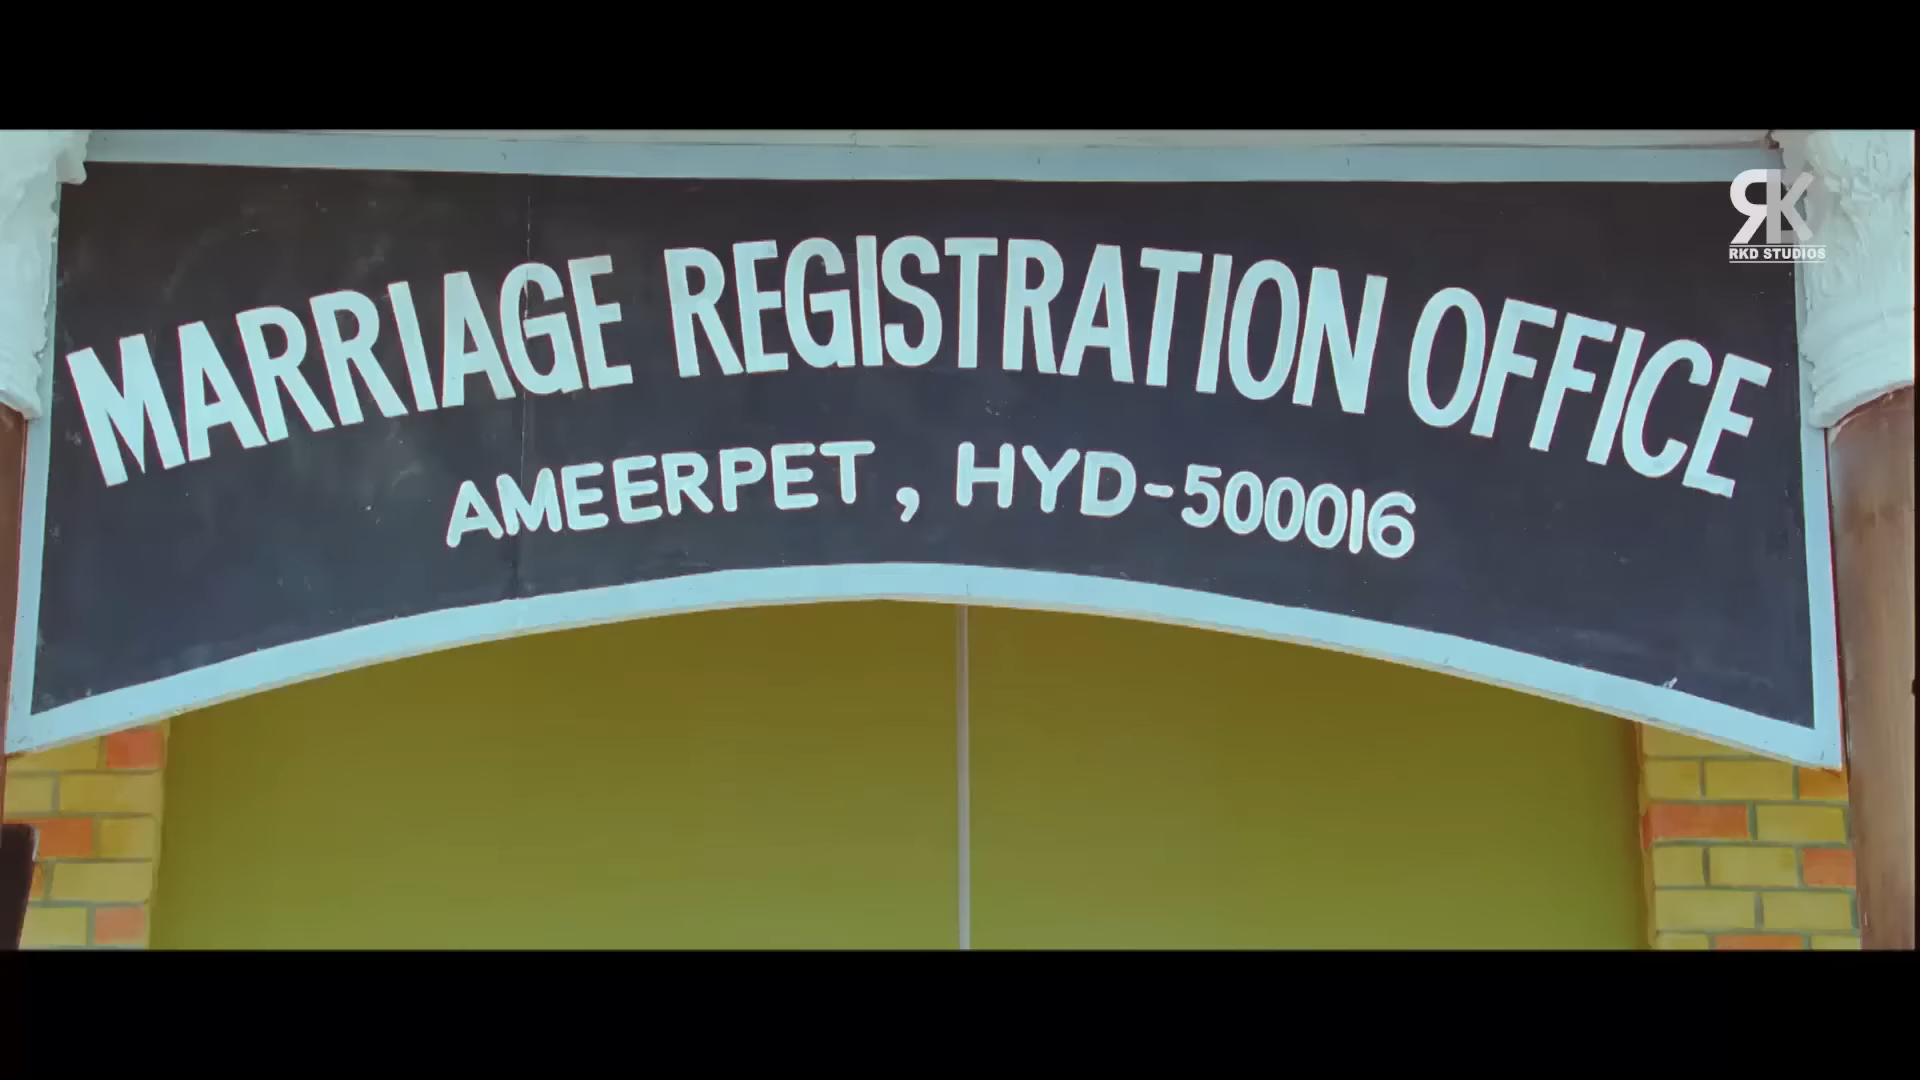 RK
RKD STUDIOS
MARRIAGE REGISTRATION OFFICE
AMEERPET, HYD-500016